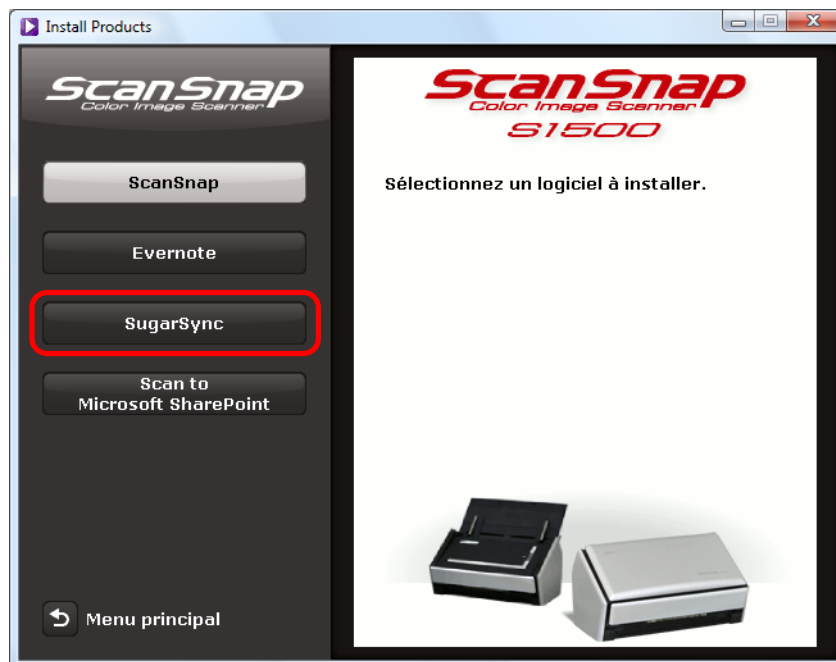 Install Products
ScanSnap
Color Image Scanner
ScanSnap
Evernote
SugarSync
Scan to
Microsoft SharePoint
Menu principal
ScanSnap
Color Image Scanner
S1500
Sélectionnez un logiciel à installer.